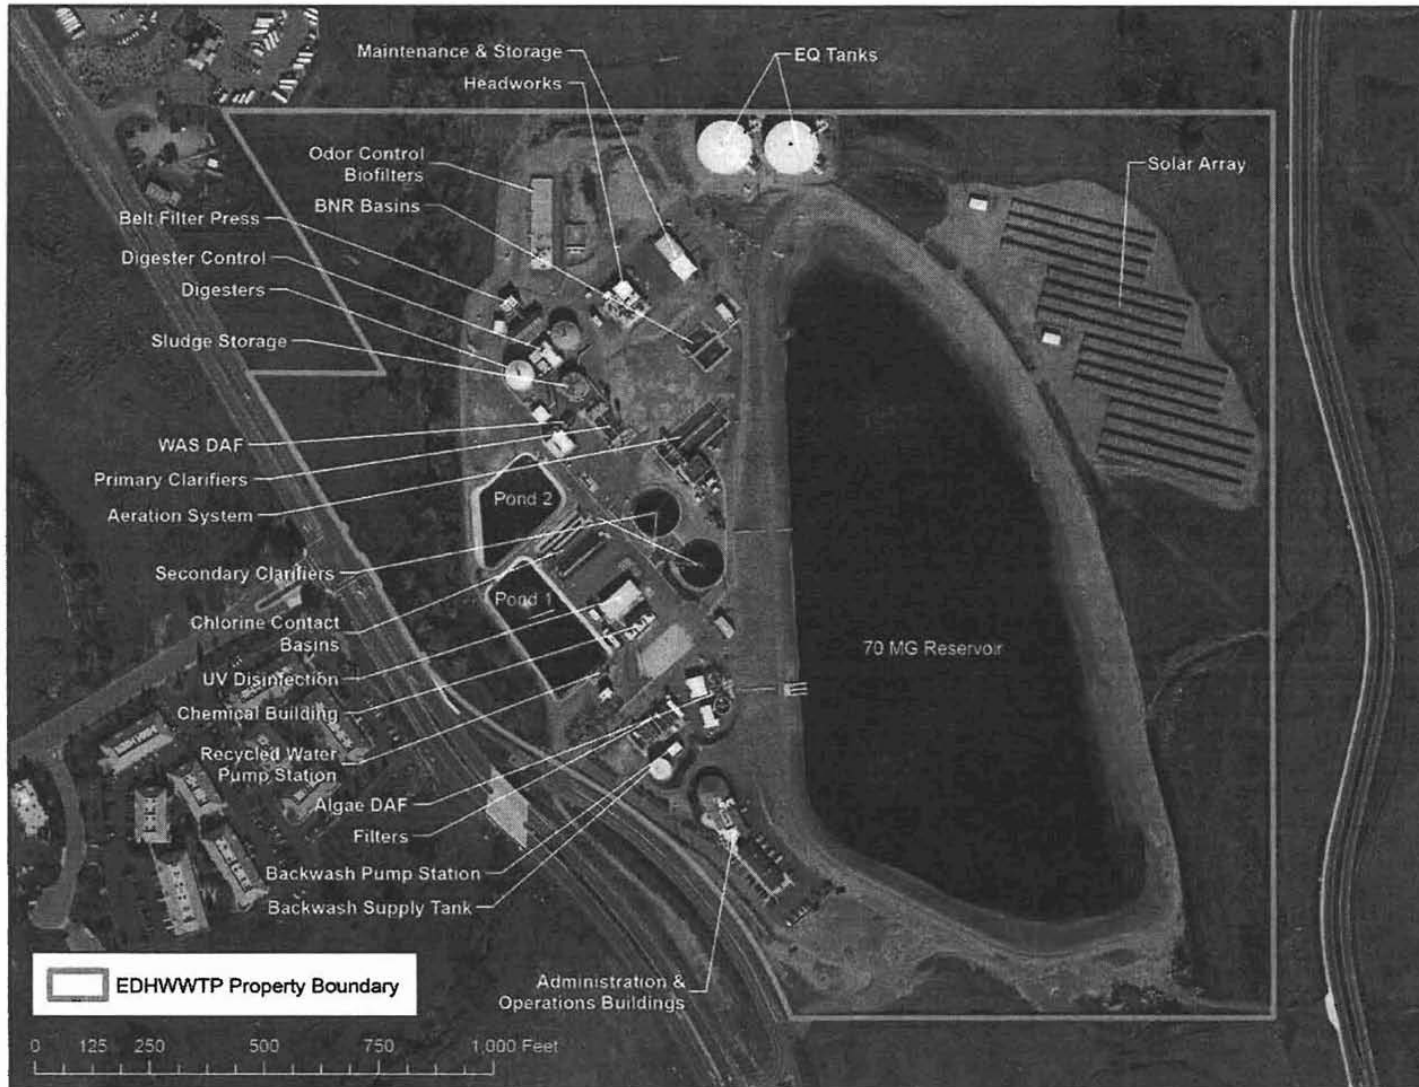 Maintenance & Storage
Headworks
EQ Tanks
Solar Array
Odor Control
Biofilters
BNR Basins
Belt Filter Press
Digester Control
Digesters
Sludge Storage
WAS DAF
Primary Clarifiers
Aeration System
Pond 2
Secondary Clarifiers
Pond 1
Chlorine Contact
Basins
70 MG Reservoir
UV Disinfection
Chemical Building
Recycled Water
Pump Station
Algae DAF
Filters
Backwash Pump Station
Backwash Supply Tank
Administration &
Operations Buildings
EDHWWTP Property Boundary
0 125 250 500 750 1,000 Feet